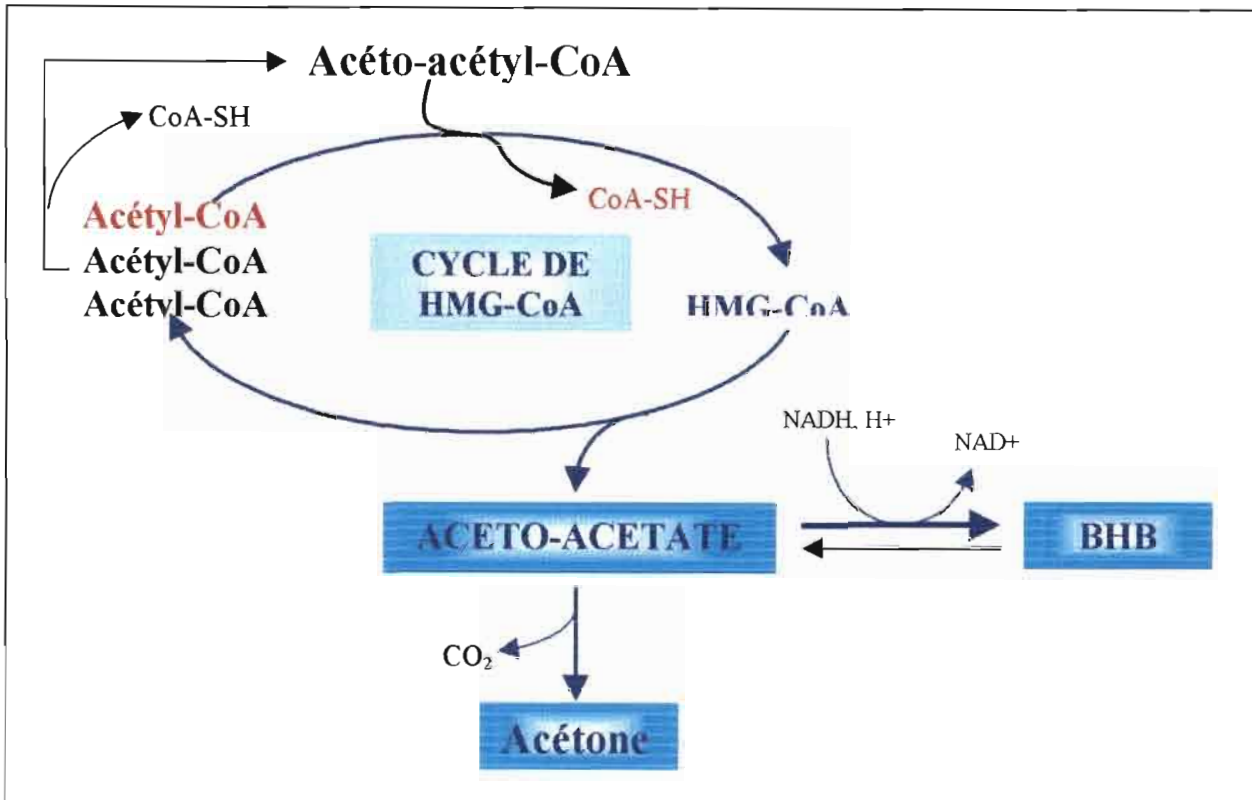 Acéto-acétyl-CoA
CoA-SH
CoA-SH
Acétyl-CoA
Acétyl-CoA
Acétyl-CoA
CYCLE DE
HMG-CoA
HMG-CoA
NADH, H+
NAD+
ACETO-ACETATE
BHB
CO₂
Acétone